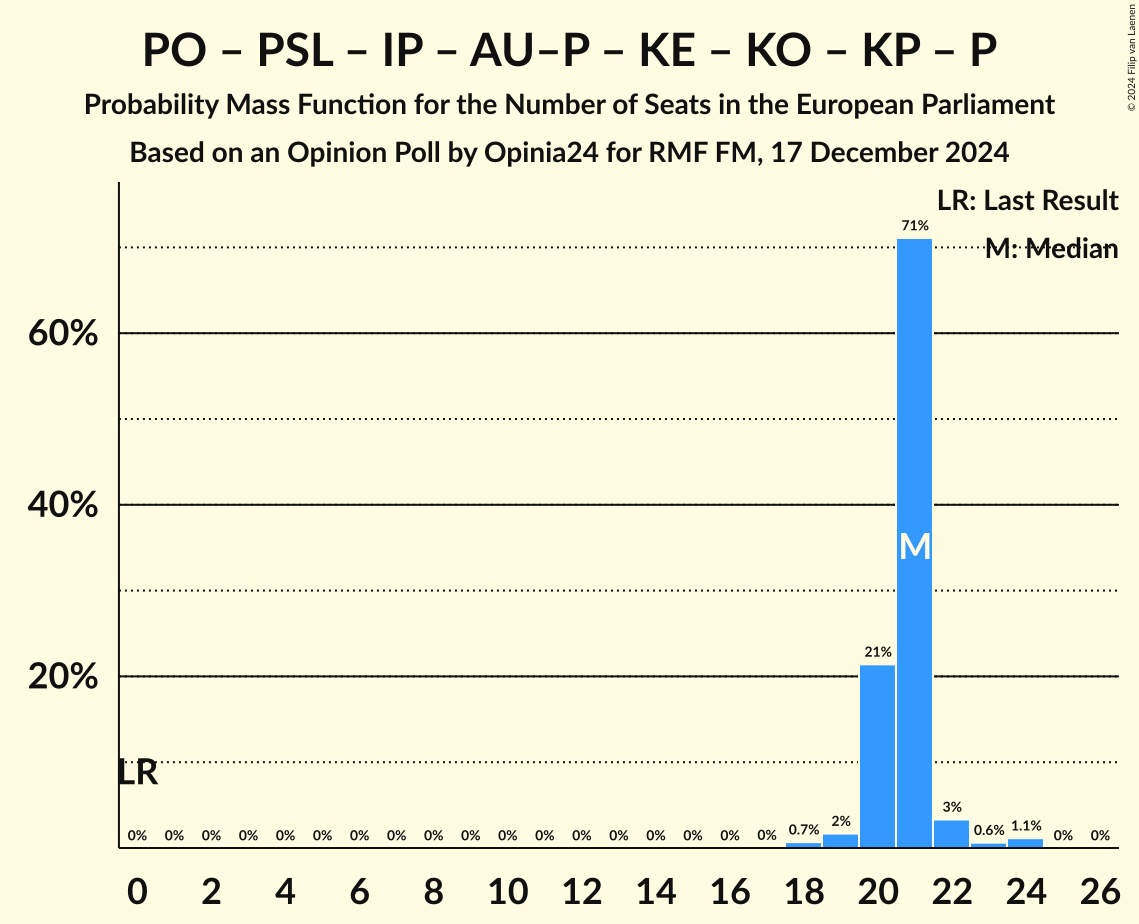 PO – PSL – IP – AU–P – KE – KO – KP – P
Probability Mass Function for the Number of Seats in the European Parliament
Based on an Opinion Poll by Opinia24 for RMF FM, 17 December 2024
© 2024 Filip van Laenen
LR: Last Result
M: Median
71%
60%
40%
M
21%
20%
LR
0% 0% 0% 0% 0% 0% 0% 0% 0% 0% 0% 0% 0% 0% 0% 0% 0% 0% 0.7% 2% 3% 0.6% 1.1% 0% 0%
0 2 4 6 8 10 12 14 16 18 20 22 24 26